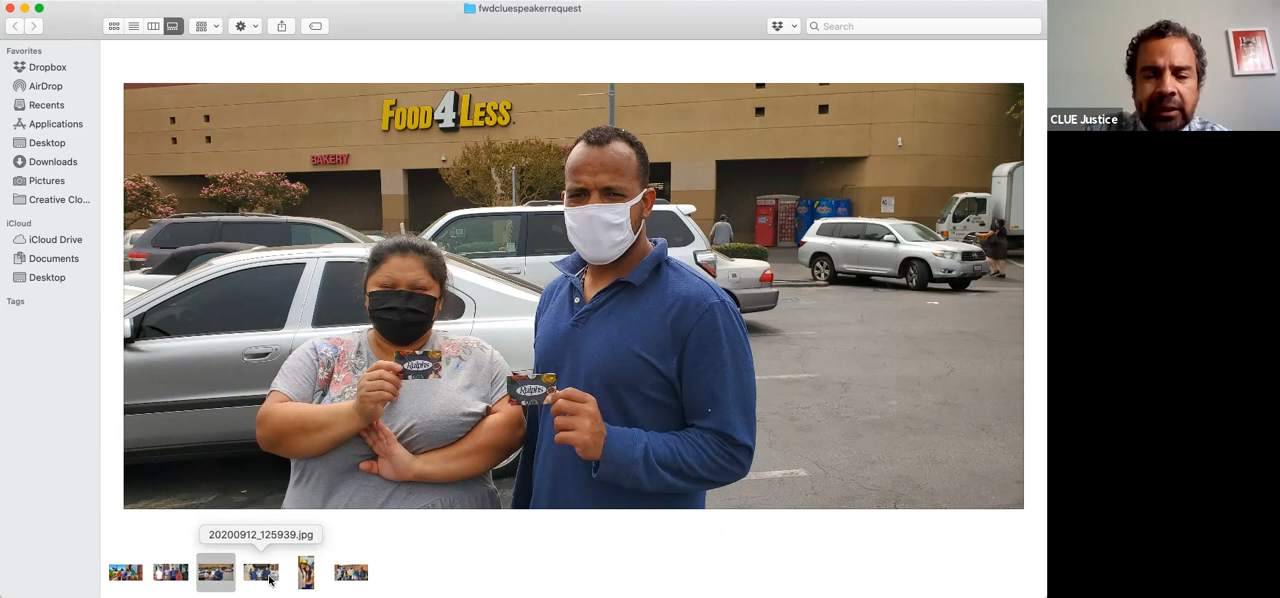 fwdcluespeakerrequest
Search
Favorites
Dropbox
AirDrop
Recents
Applications
Desktop
Downloads
Pictures
Creative Clo...
iCloud
iCloud Drive
Documents
Desktop
Tags
FOOD 4 LESS
BAKERY
Ralphs
Ralphs
20200912_125939.jpg
CLUE Justice